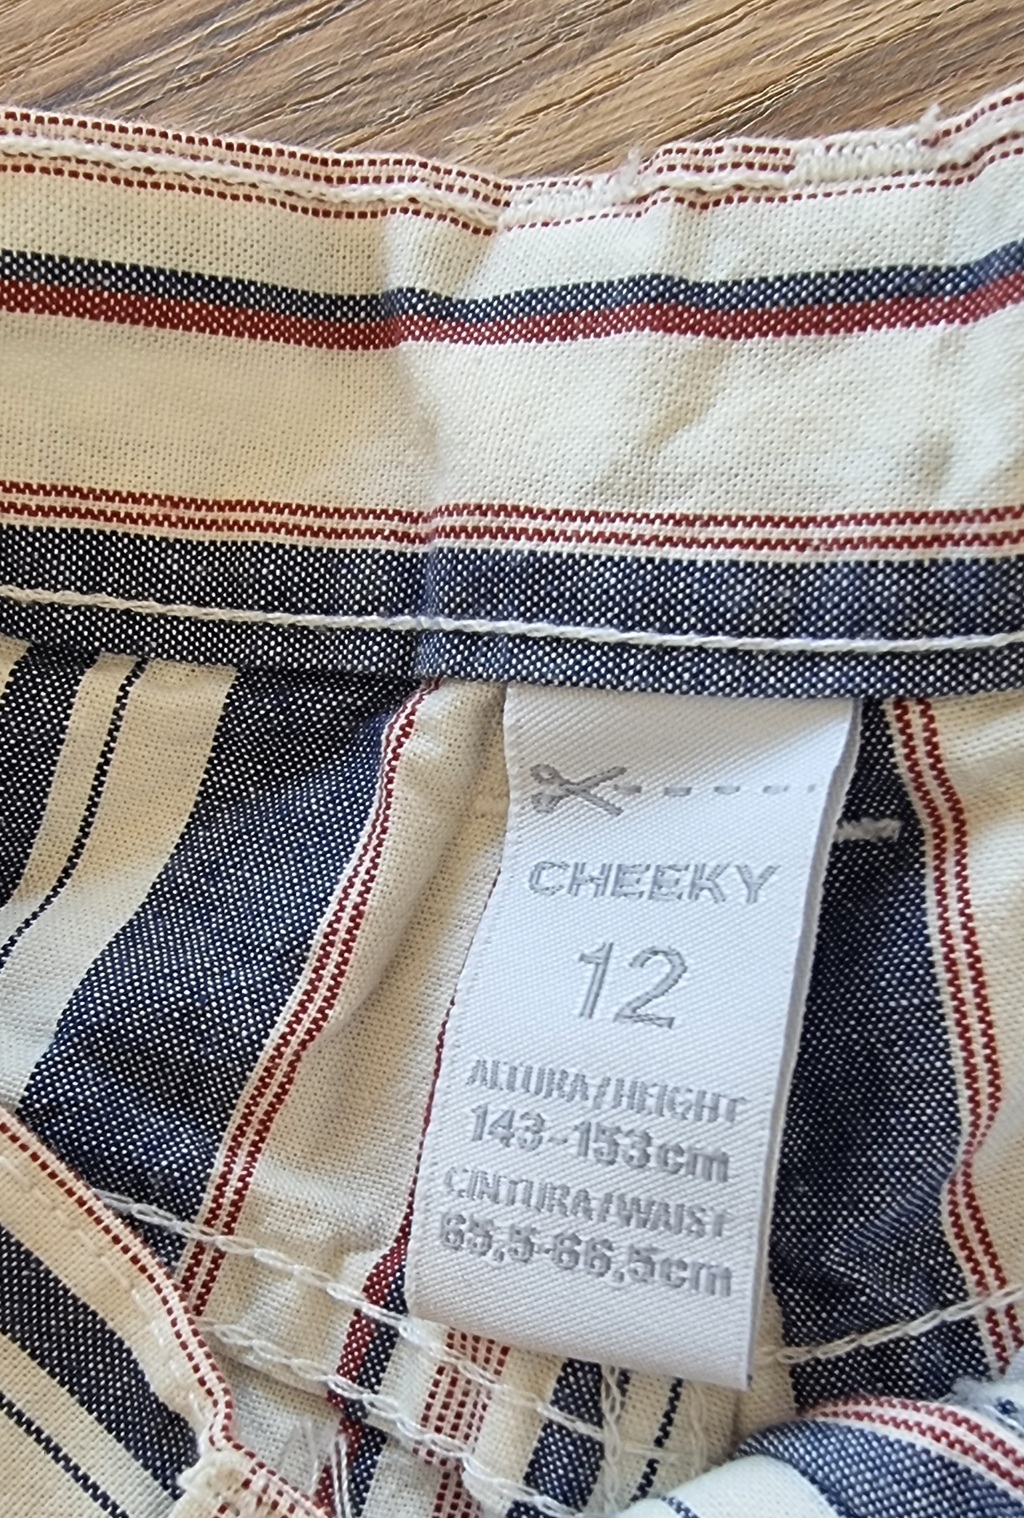 CHEEKY
12
ALTURA/HEIGHT
143-153cm
CINTURA/WAIST
65,5-66,5cm